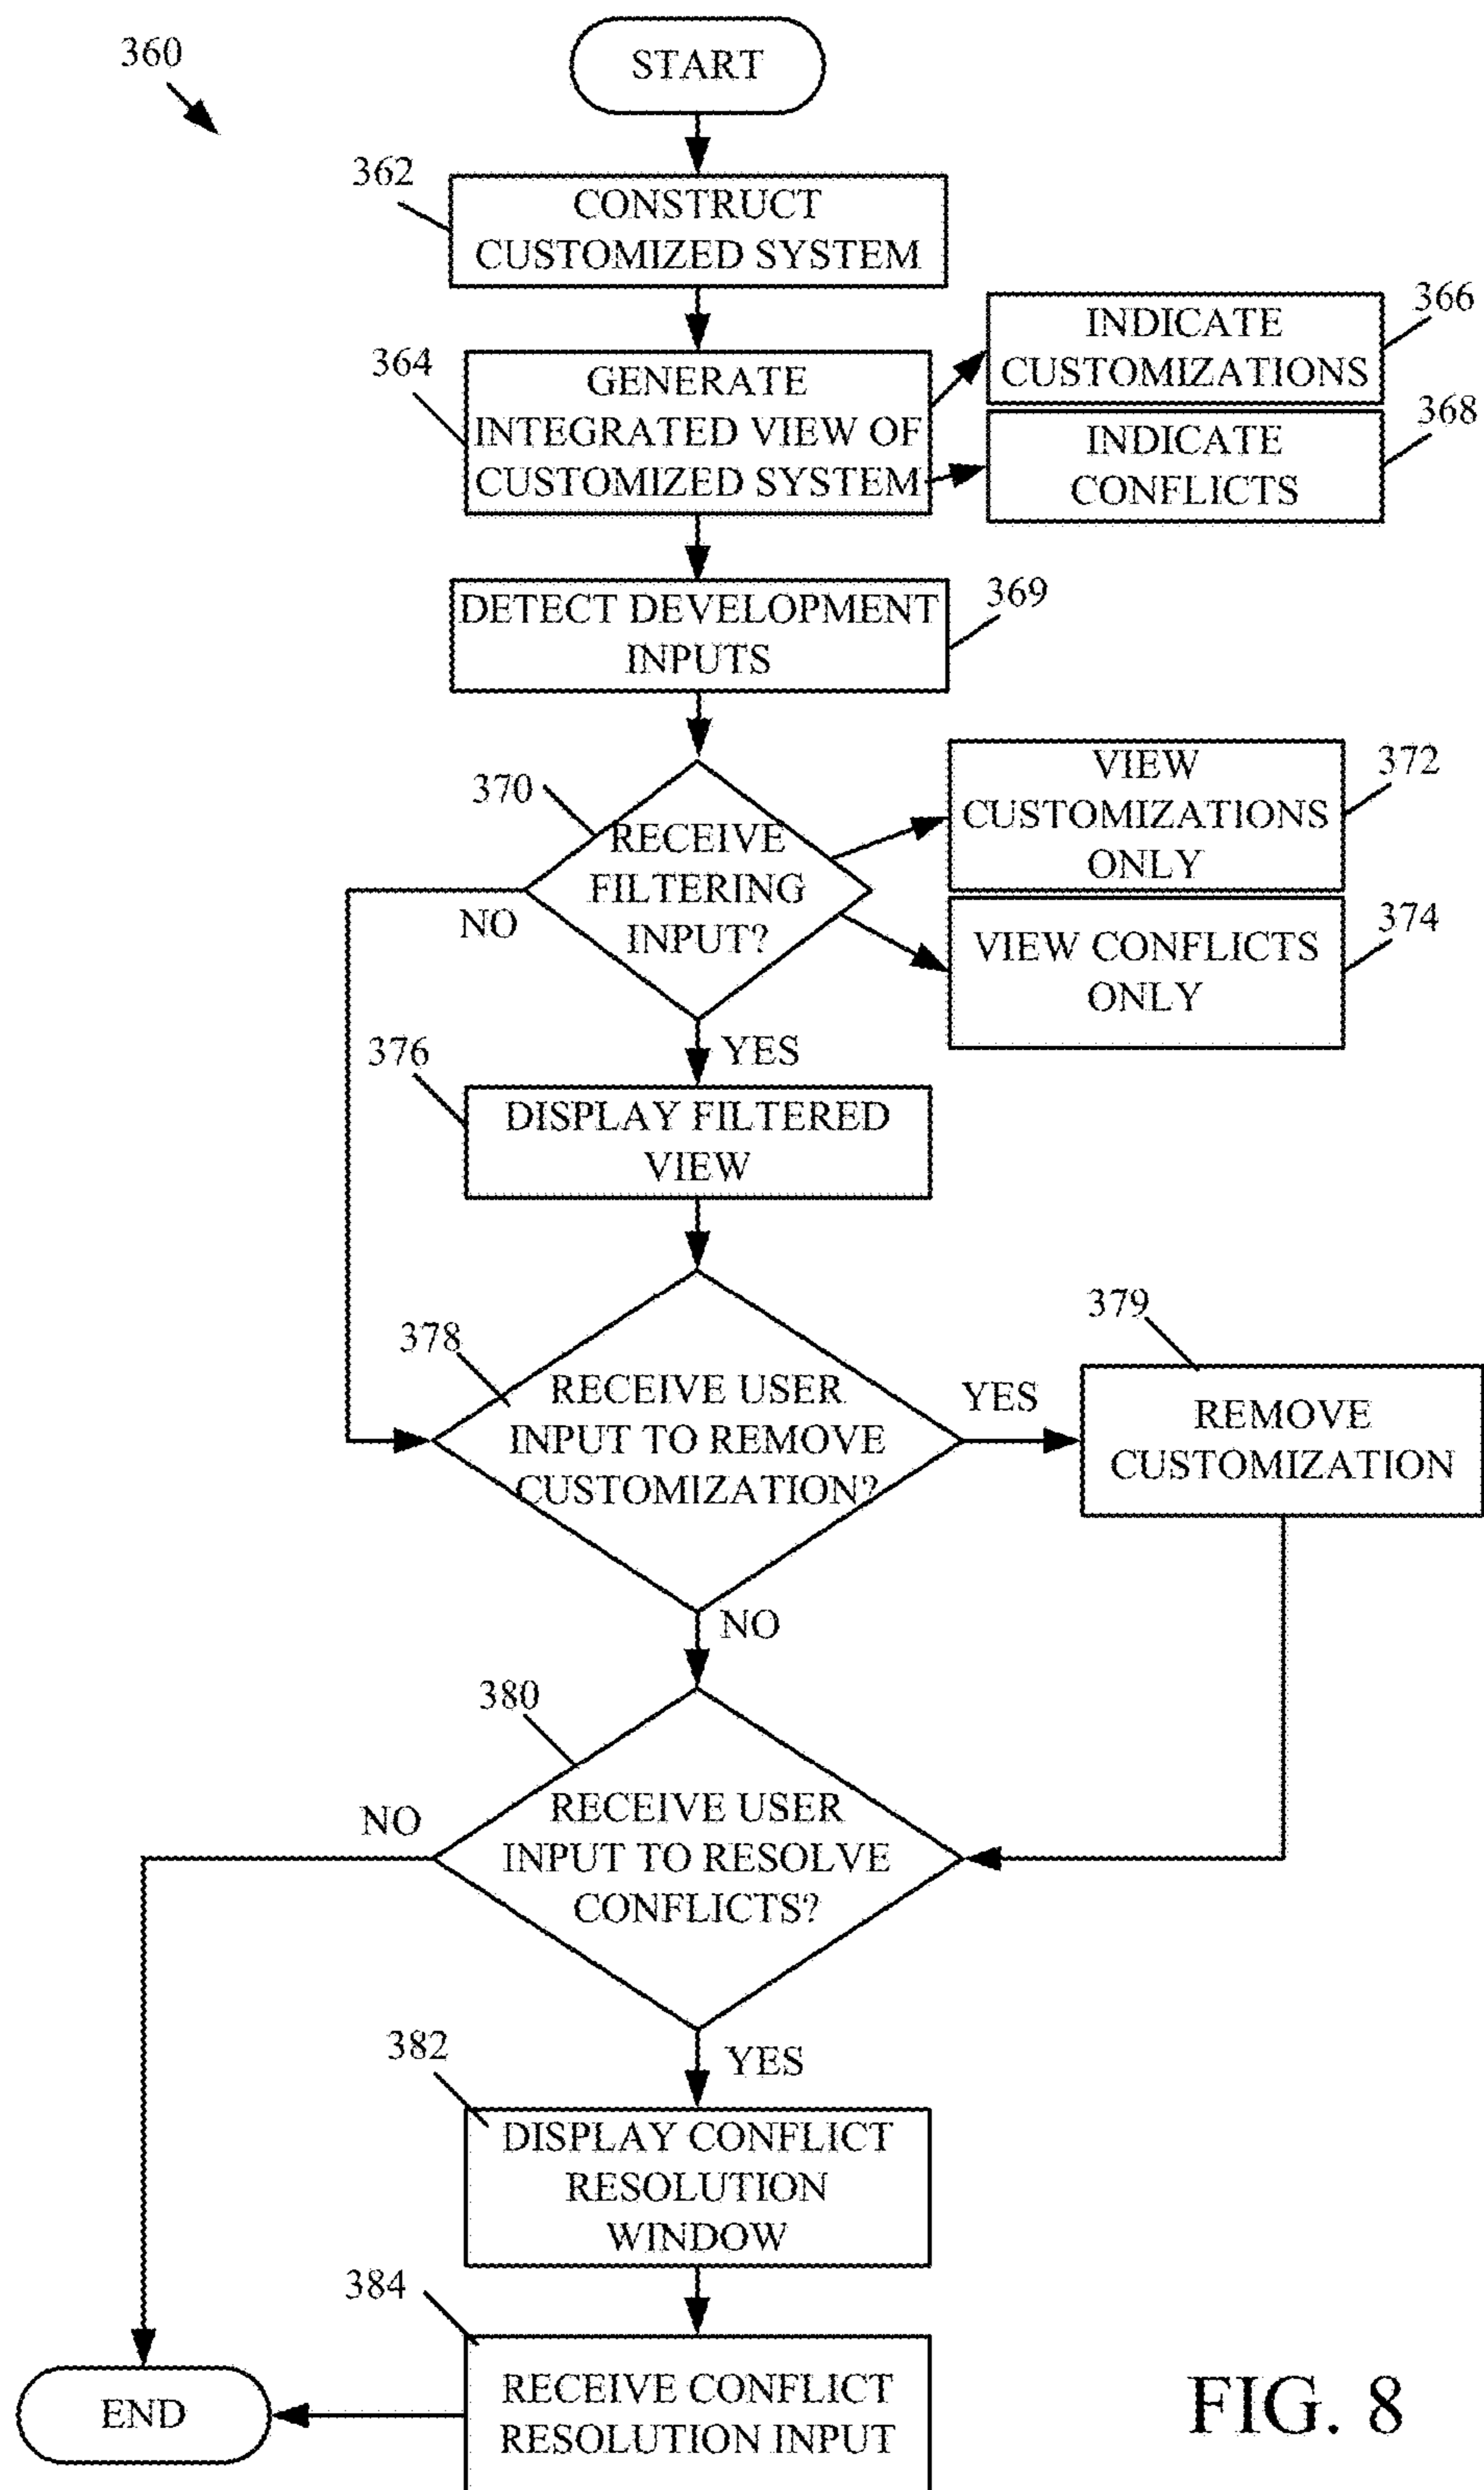 360
START
362
CONSTRUCT
CUSTOMIZED SYSTEM
364
GENERATE
INTEGRATED VIEW OF
CUSTOMIZED SYSTEM
INDICATE
CUSTOMIZATIONS
366
INDICATE
CONFLICTS
368
DETECT DEVELOPMENT
INPUTS
369
370
RECEIVE
FILTERING
INPUT?
NO
YES
VIEW
CUSTOMIZATIONS
ONLY
372
VIEW CONFLICTS
ONLY
374
376
DISPLAY FILTERED
VIEW
378
RECEIVE USER
INPUT TO REMOVE
CUSTOMIZATION?
YES
379
REMOVE
CUSTOMIZATION
NO
380
RECEIVE USER
INPUT TO RESOLVE
CONFLICTS?
NO
YES
382
DISPLAY CONFLICT
RESOLUTION
WINDOW
384
RECEIVE CONFLICT
RESOLUTION INPUT
END
FIG. 8